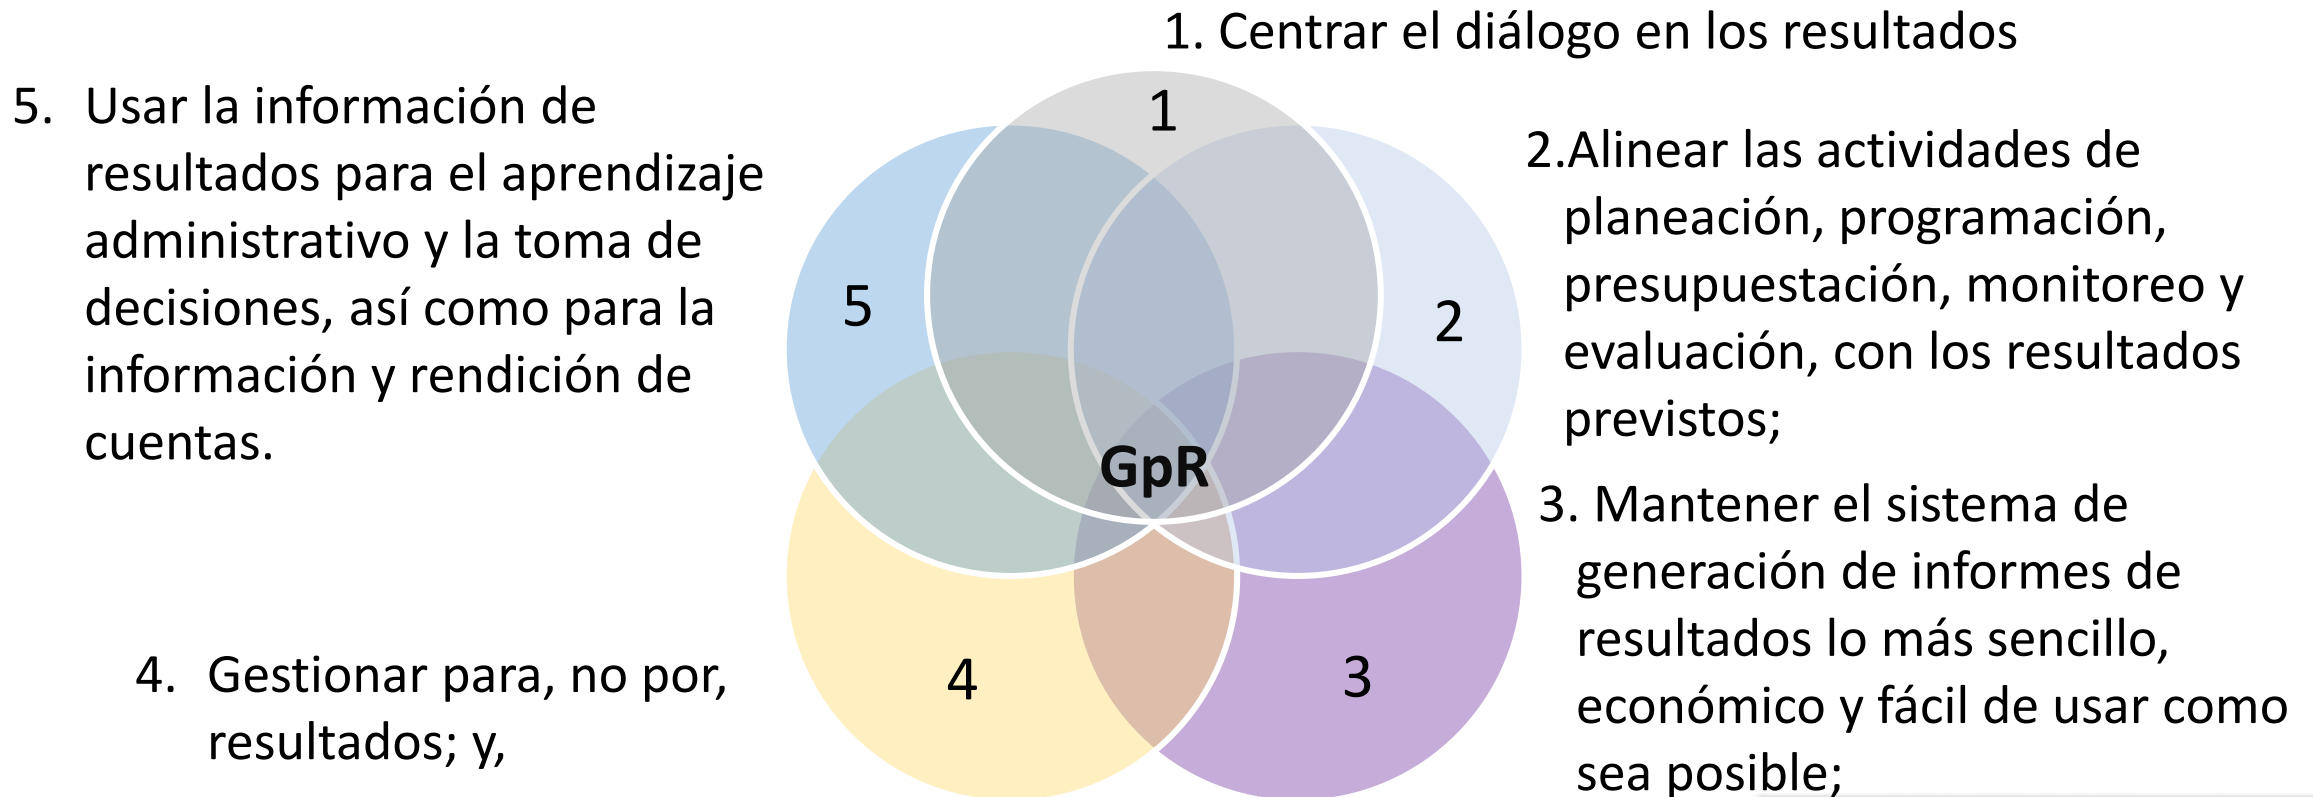 1. Centrar el diálogo en los resultados
1
2.Alinear las actividades de
planeación, programación,
presupuestación, monitoreo y
evaluación, con los resultados
previstos;
2
3. Mantener el sistema de
generación de informes de
resultados lo más sencillo,
económico y fácil de usar como
sea posible;
3
4. Gestionar para, no por,
resultados; y,
4
5. Usar la información de
resultados para el aprendizaje
administrativo y la toma de
decisiones, así como para la
información y rendición de
cuentas.
5
GpR